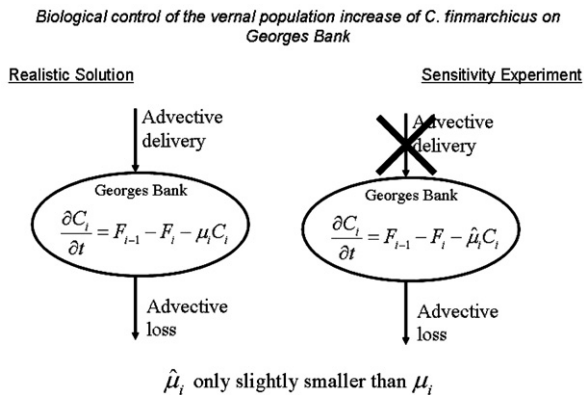 Biological control of the vernal population increase of C. finmarchicus on
Georges Bank
Realistic Solution
Sensitivity Experiment
Advective
delivery
Georges Bank
∂C_i/∂t = F_{i-1} − F_i − μ_i C_i
Advective
loss
Advective
delivery
Georges Bank
∂C_i/∂t = F_{i-1} − F_i − μ̂_i C_i
Advective
loss
μ̂_i only slightly smaller than μ_i